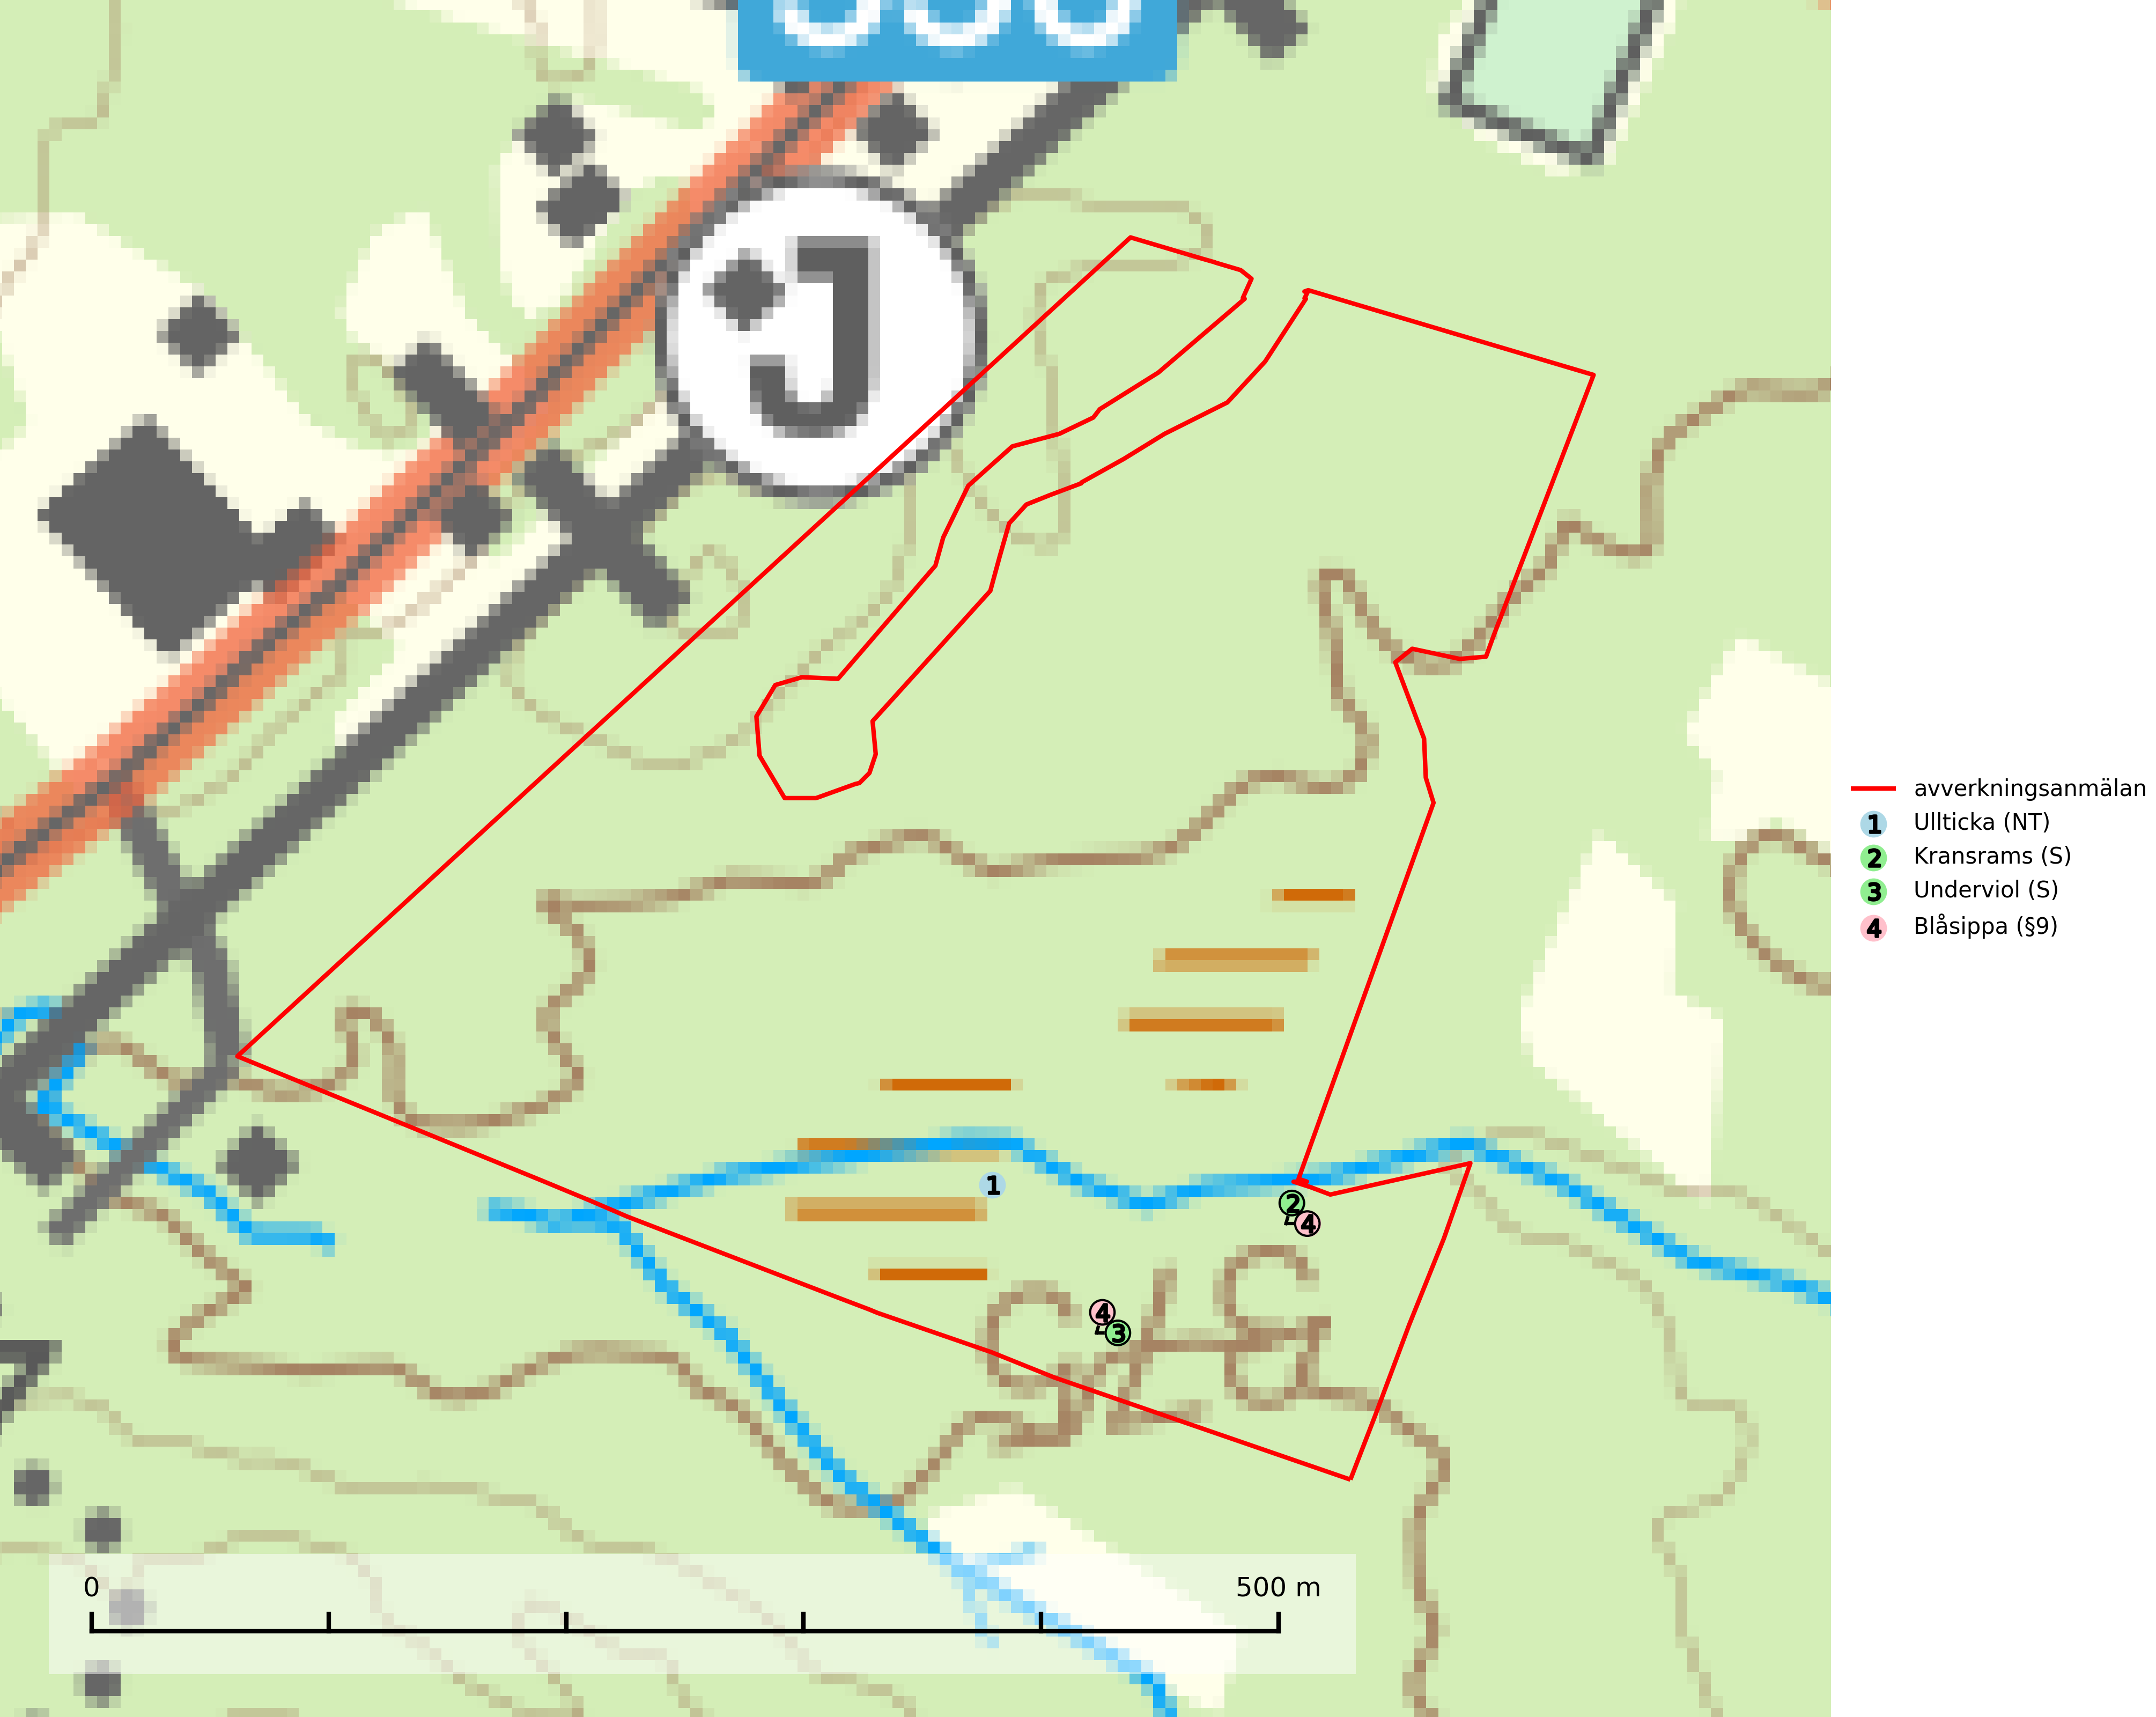 J
avverkningsanmälan
1 Ullticka (NT)
2 Kransrams (S)
3 Underviol (S)
4 Blåsippa (§9)
1
2
4
4
3
0 500 m